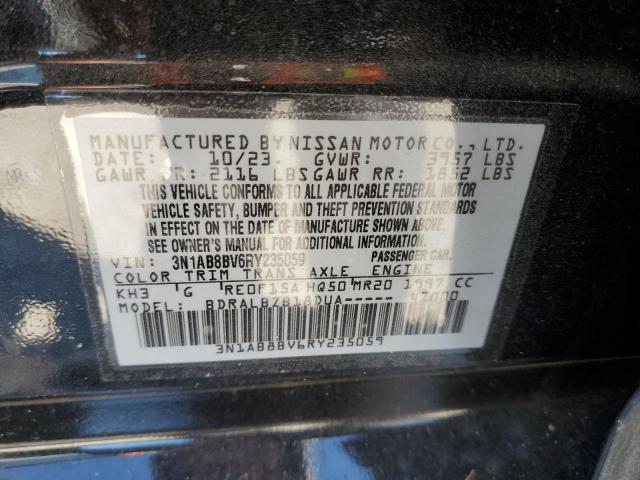 MANUFACTURED BY NISSAN MOTOR CO., LTD.
DATE: 10/23 GVWR: 3957 LBS
GAWR FR: 2116 LBS GAWR RR: 1852 LBS
THIS VEHICLE CONFORMS TO ALL APPLICABLE FEDERAL MOTOR
VEHICLE SAFETY, BUMPER AND THEFT PREVENTION STANDARDS
IN EFFECT ON THE DATE OF MANUFACTURE SHOWN ABOVE.
SEE OWNER'S MANUAL FOR ADDITIONAL INFORMATION.
VIN: 3N1AB8BV6RY235059 PASSENGER CAR.
COLOR TRIM TRANS AXLE ENGINE
KH3 G RE0F15A HQ50 MR20 1997 CC
MODEL: BDRALBZB18DUA-----
3N1AB8BV6RY235059